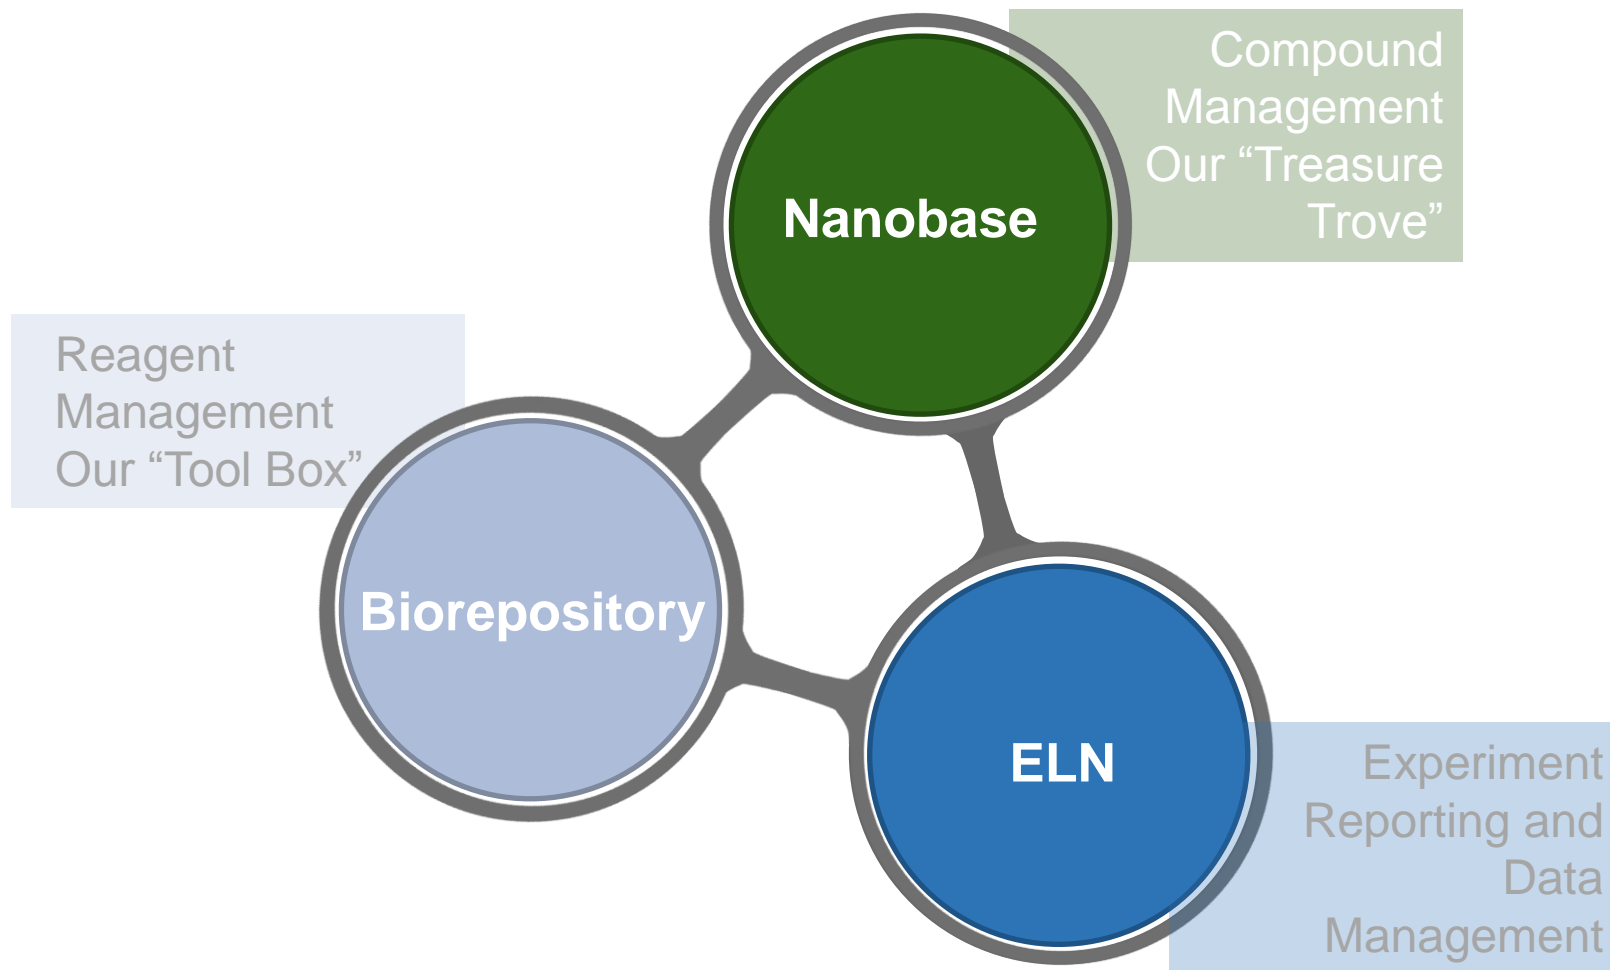 Compound
Management
Our “Treasure
Trove”
Nanobase
Reagent
Management
Our “Tool Box”
Biorepository
ELN
Experiment
Reporting and
Data
Management